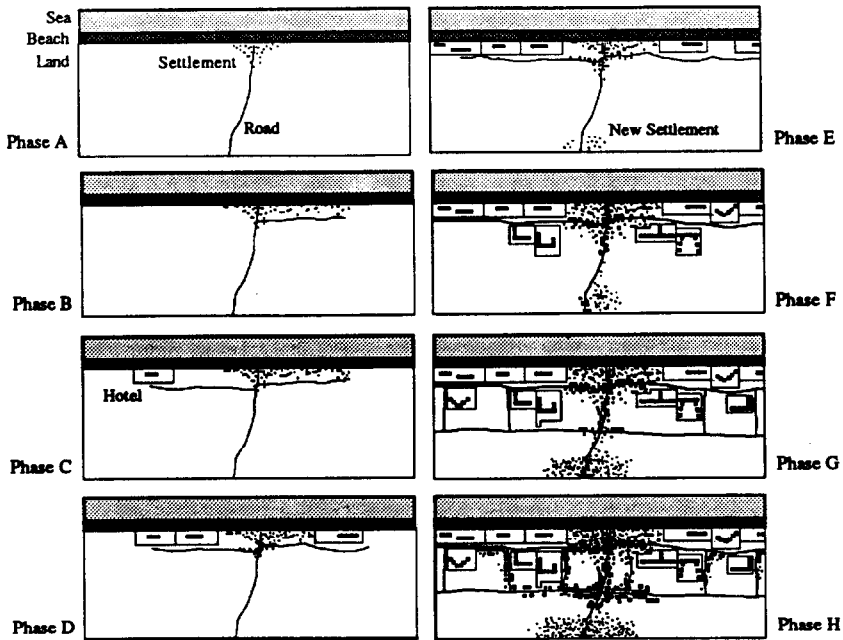 Sea
Beach
Land
Settlement
Road
Phase A
New Settlement
Phase E
Phase B
Phase F
Hotel
Phase C
Phase G
Phase D
Phase H